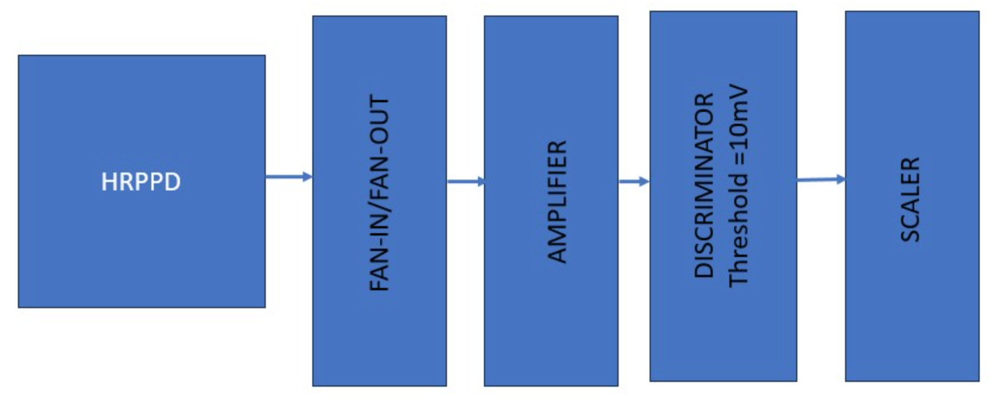 HRPPD
FAN-IN/FAN-OUT
AMPLIFIER
DISCRIMINATOR
Threshold =10mV
SCALER